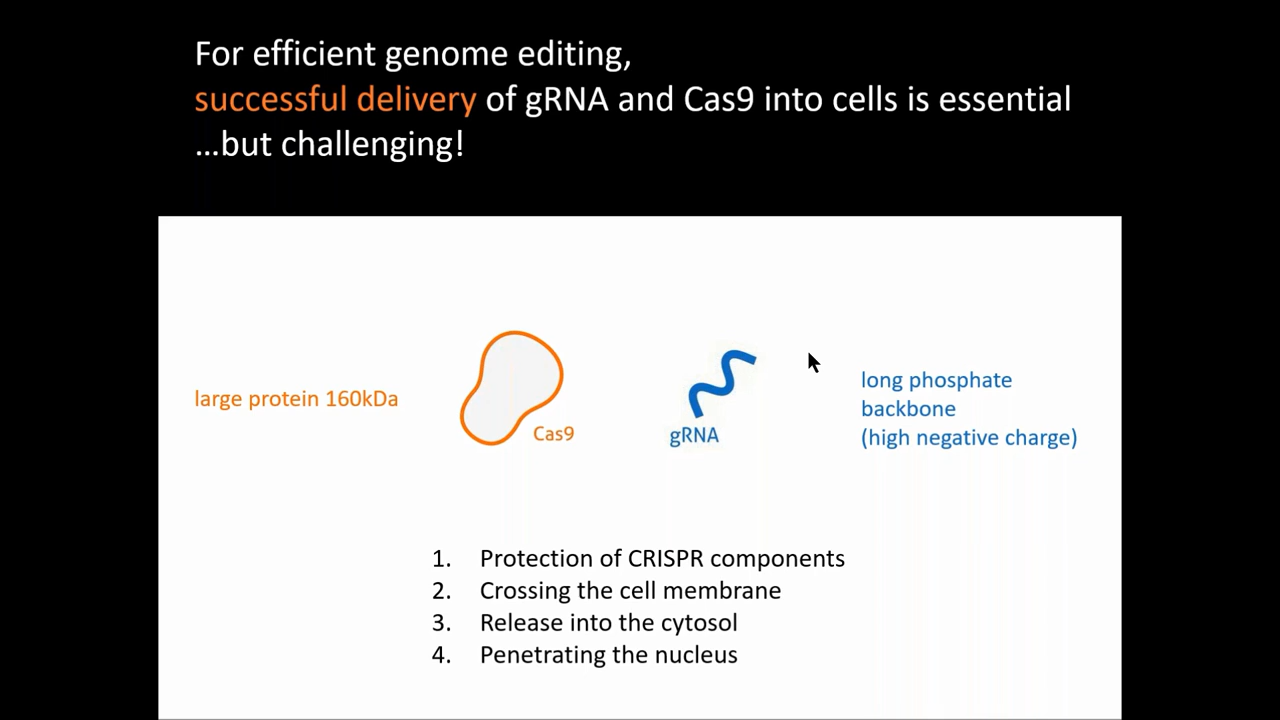 For efficient genome editing,
successful delivery of gRNA and Cas9 into cells is essential
...but challenging!
large protein 160kDa
Cas9
gRNA
long phosphate
backbone
(high negative charge)
1. Protection of CRISPR components
2. Crossing the cell membrane
3. Release into the cytosol
4. Penetrating the nucleus